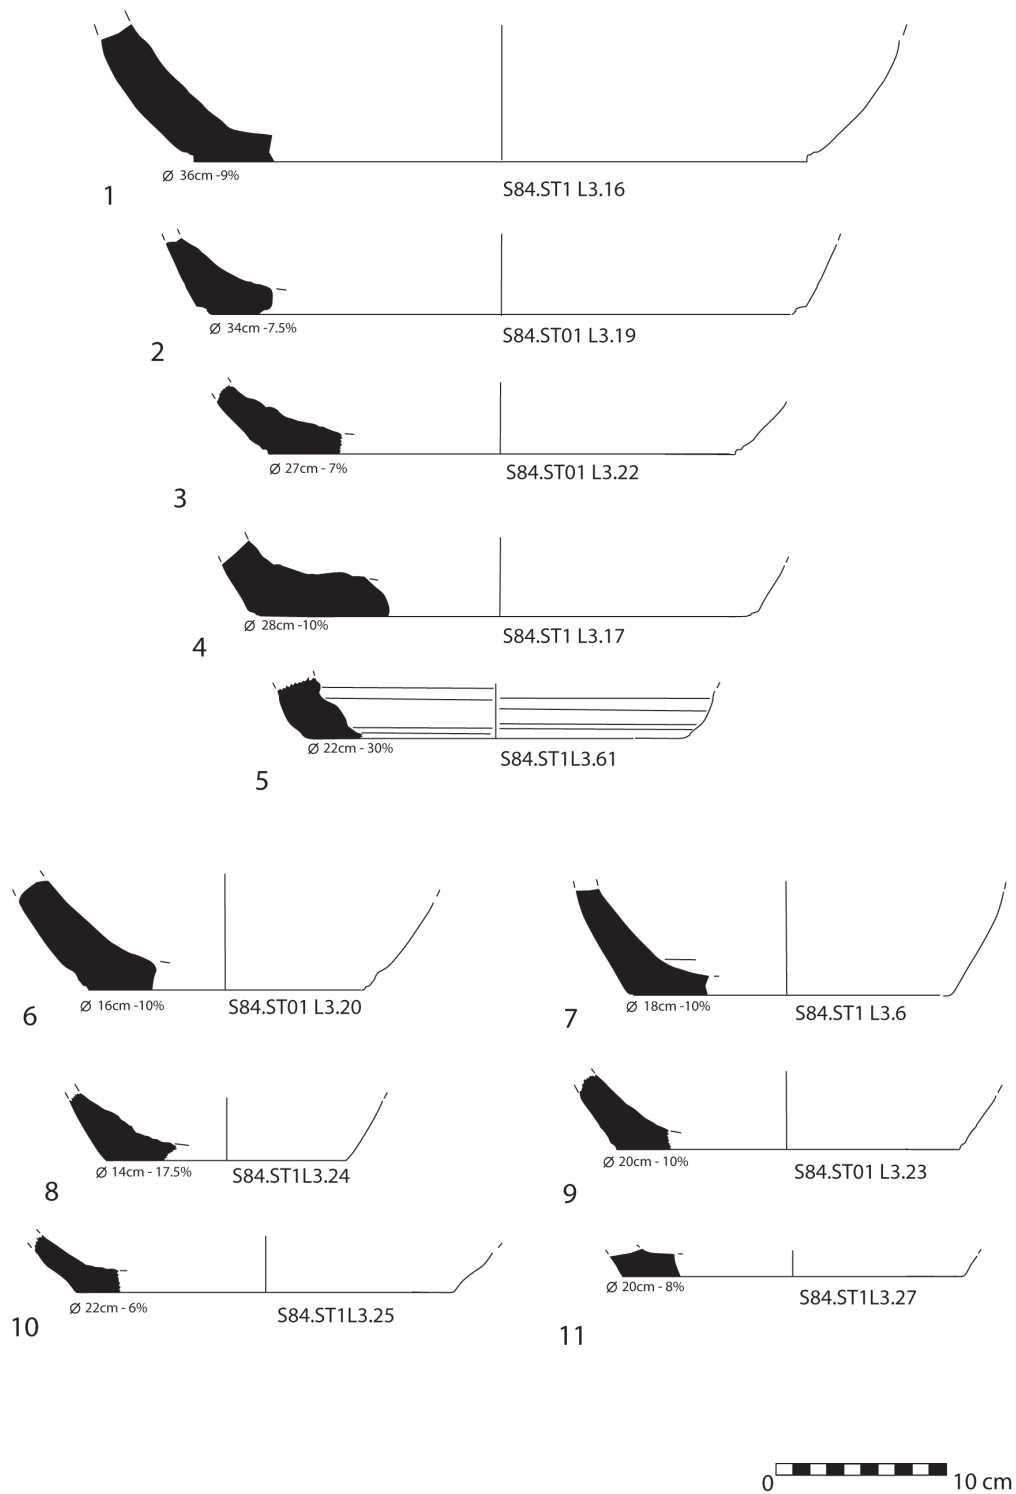 Ø 36cm -9%
1
S84.ST1 L3.16
Ø 34cm -7.5%
2
S84.ST01 L3.19
Ø 27cm - 7%
3
S84.ST01 L3.22
Ø 28cm -10%
4
S84.ST1 L3.17
Ø 22cm - 30%
5
S84.ST1L3.61
Ø 16cm -10%
6
S84.ST01 L3.20
Ø 18cm -10%
7
S84.ST1 L3.6
Ø 14cm - 17.5%
8
S84.ST1L3.24
Ø 20cm - 10%
9
S84.ST01 L3.23
Ø 22cm - 6%
10
S84.ST1L3.25
Ø 20cm - 8%
11
S84.ST1L3.27
0 10 cm